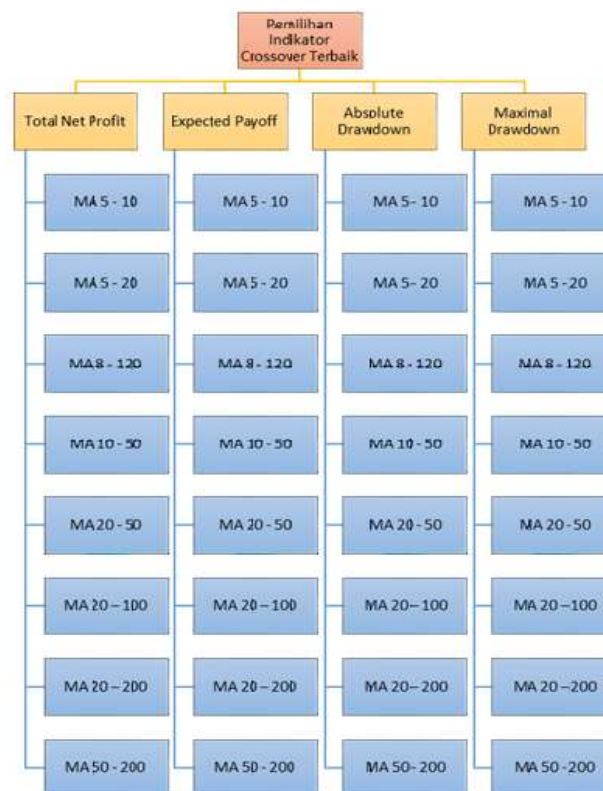 Pemilihan
Indikator
Crossover Terbaik
Total Net Profit
Expected Payoff
Absolute
Drawdown
Maximal
Drawdown
MA 5 - 10
MA 5 - 10
MA 5 - 10
MA 5 - 10
MA 5 - 20
MA 5 - 20
MA 5 - 20
MA 5 - 20
MA 8 - 120
MA 8 - 120
MA 8 - 120
MA 8 - 120
MA 10 - 50
MA 10 - 50
MA 10 - 50
MA 10 - 50
MA 20 - 50
MA 20 - 50
MA 20 - 50
MA 20 - 50
MA 20 – 100
MA 20 – 100
MA 20 – 100
MA 20 – 100
MA 20 – 200
MA 20 – 200
MA 20 – 200
MA 20 – 200
MA 50 - 200
MA 50 - 200
MA 50 - 200
MA 50 - 200